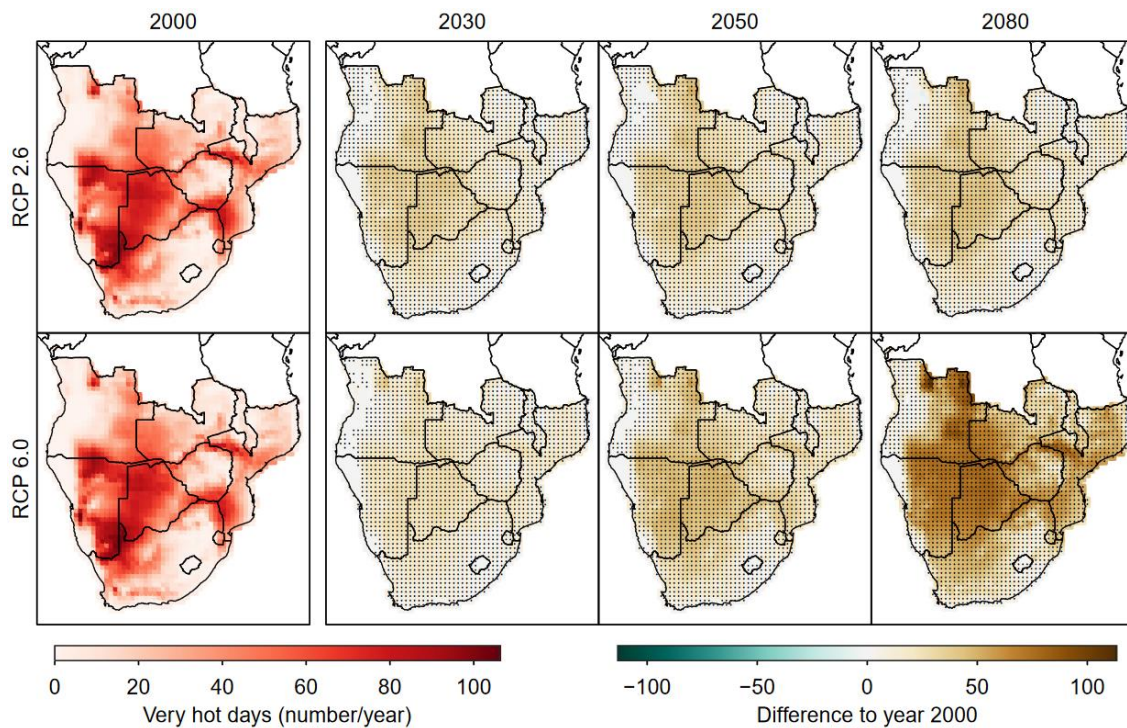 2000 2030 2050 2080
RCP 2.6
RCP 6.0
0 20 40 60 80 100
Very hot days (number/year)
−100 −50 0 50 100
Difference to year 2000